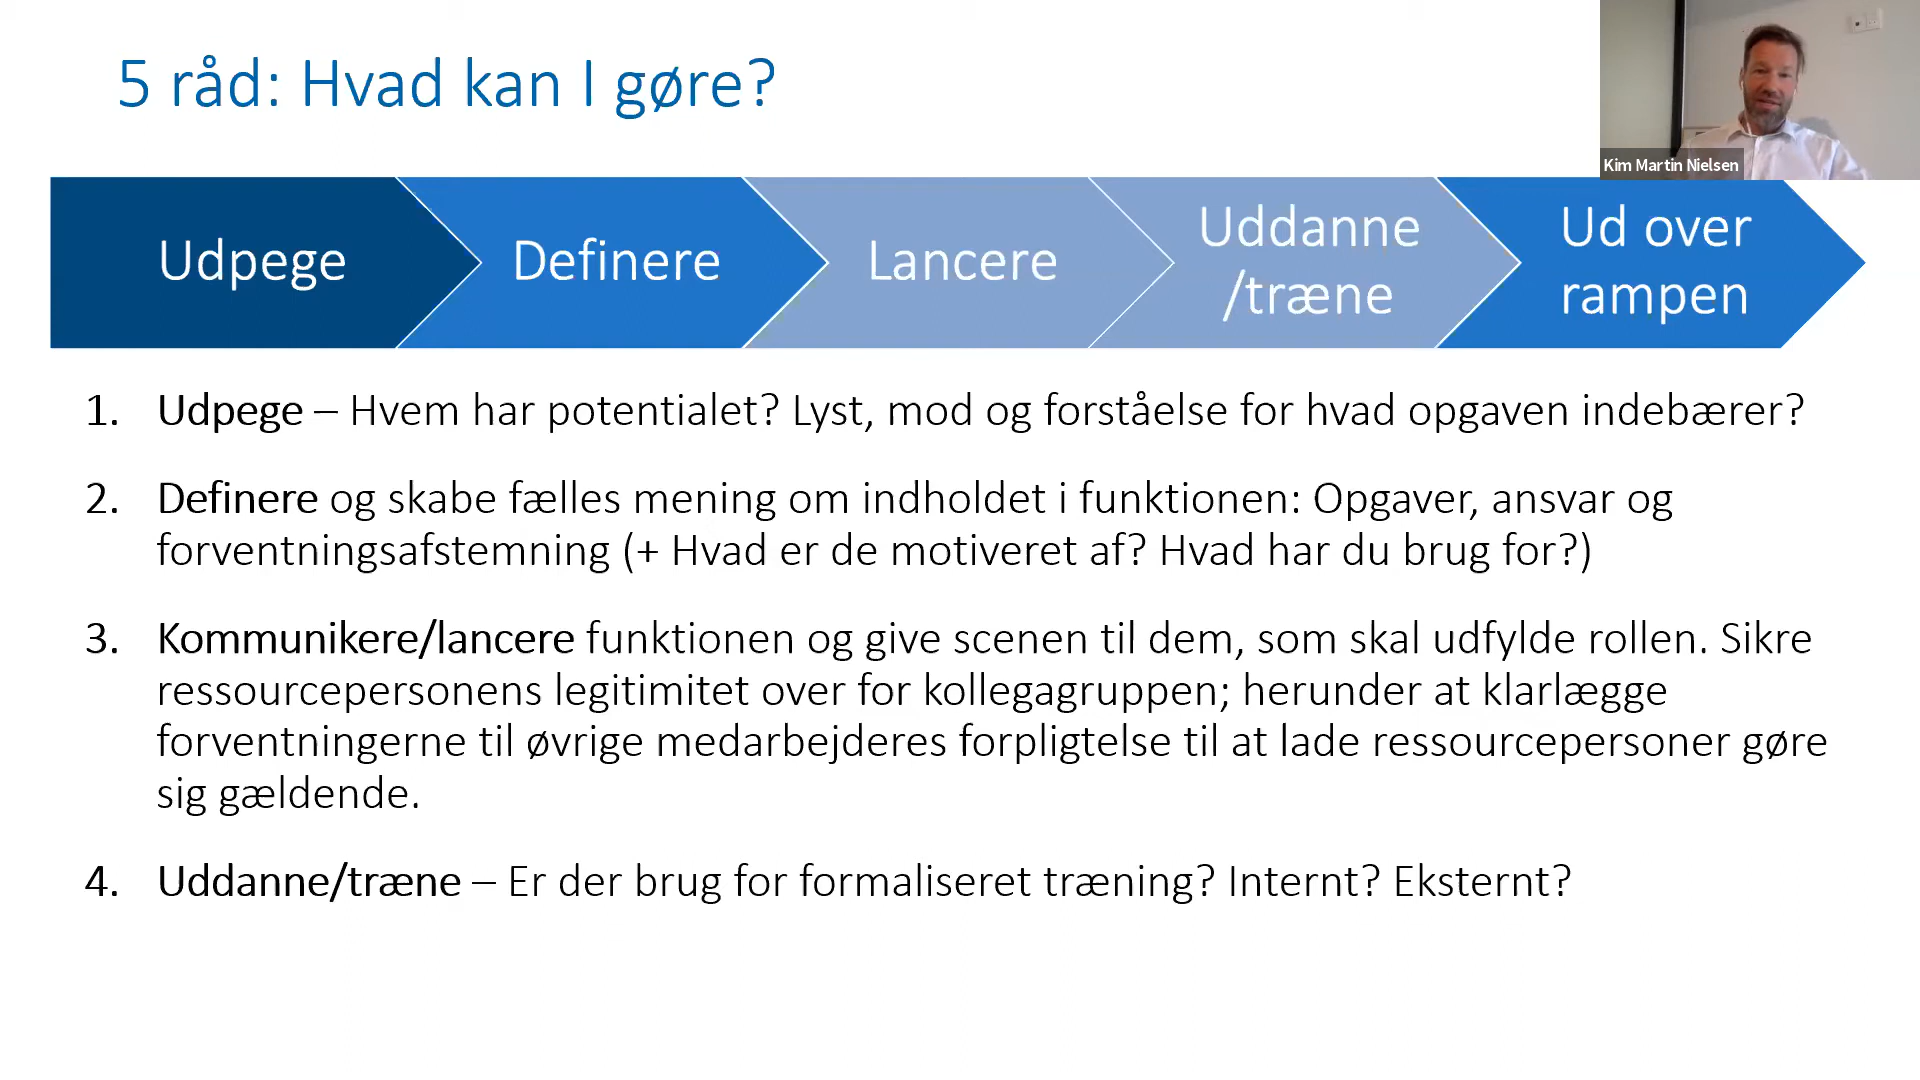 5 råd: Hvad kan I gøre?
Kim Martin Nielsen
Udpege
Definere
Lancere
Uddanne
/træne
Ud over
rampen
1. Udpege – Hvem har potentialet? Lyst, mod og forståelse for hvad opgaven indebærer?
2. Definere og skabe fælles mening om indholdet i funktionen: Opgaver, ansvar og
forventningsafstemning (+ Hvad er de motiveret af? Hvad har du brug for?)
3. Kommunikere/lancere funktionen og give scenen til dem, som skal udfylde rollen. Sikre
ressourcepersonens legitimitet over for kollegagruppen; herunder at klarlægge
forventningerne til øvrige medarbejderes forpligtelse til at lade ressourcepersoner gøre
sig gældende.
4. Uddanne/træne – Er der brug for formaliseret træning? Internt? Eksternt?